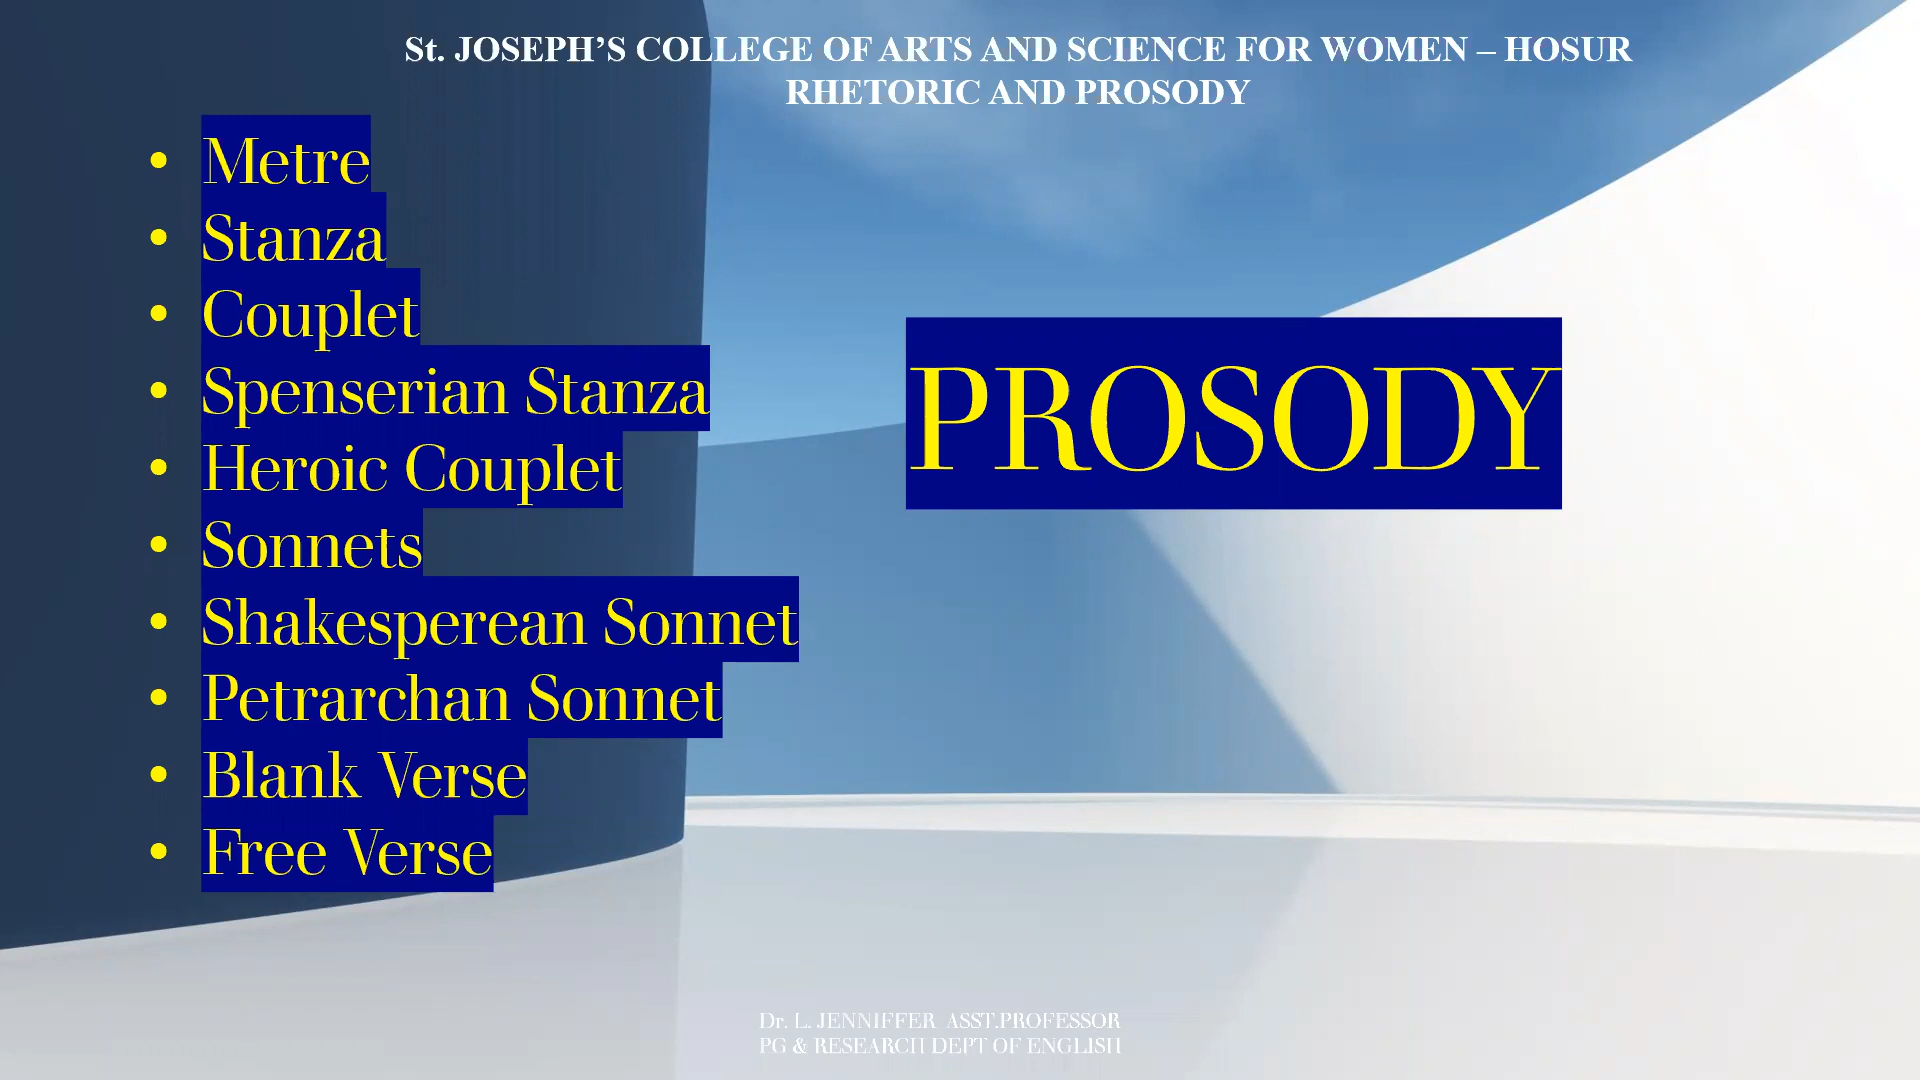 St. JOSEPH’S COLLEGE OF ARTS AND SCIENCE FOR WOMEN – HOSUR
RHETORIC AND PROSODY
• Metre
• Stanza
• Couplet
• Spenserian Stanza
• Heroic Couplet
• Sonnets
• Shakesperean Sonnet
• Petrarchan Sonnet
• Blank Verse
• Free Verse
PROSODY
Dr. L. JENNIFFER ASST.PROFESSOR
PG & RESEARCH DEPT OF ENGLISH